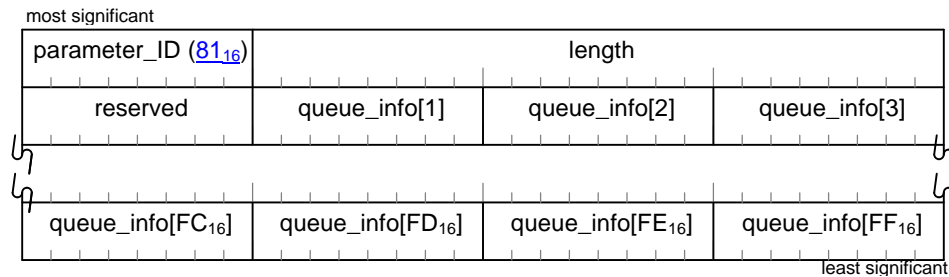 most significant
parameter_ID (81₁₆) length
reserved queue_info[1] queue_info[2] queue_info[3]
queue_info[FC₁₆] queue_info[FD₁₆] queue_info[FE₁₆] queue_info[FF₁₆]
least significant